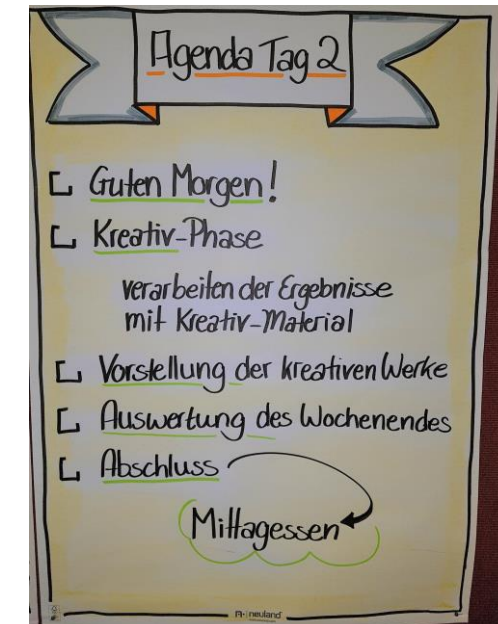 Agenda Tag 2
Guten Morgen!
Kreativ-Phase
verarbeiten der Ergebnisse
mit Kreativ-Material
Vorstellung der kreativen Werke
Auswertung des Wochenendes
Abschluss
Mittagessen
neuland